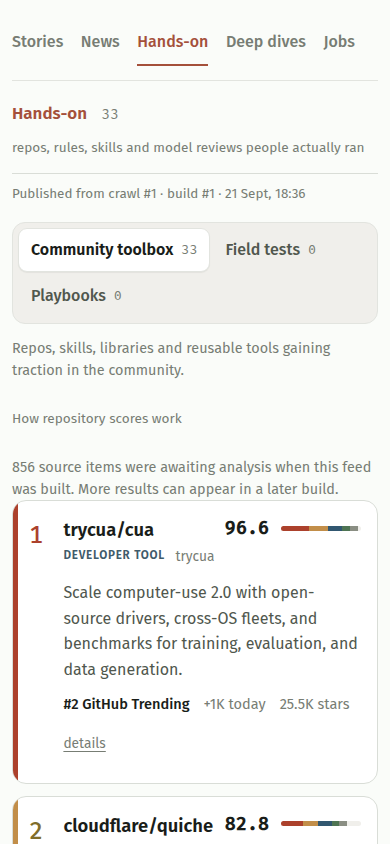 Stories News Hands-on Deep dives Jobs
Hands-on 33
repos, rules, skills and model reviews people actually ran
Published from crawl #1 · build #1 · 21 Sept, 18:36
Community toolbox 33 Field tests 0
Playbooks 0
Repos, skills, libraries and reusable tools gaining
traction in the community.
How repository scores work
856 source items were awaiting analysis when this feed
was built. More results can appear in a later build.
1 trycua/cua 96.6
DEVELOPER TOOL trycua
Scale computer-use 2.0 with open-
source drivers, cross-OS fleets, and
benchmarks for training, evaluation, and
data generation.
#2 GitHub Trending +1K today 25.5K stars
details
2 cloudflare/quiche 82.8